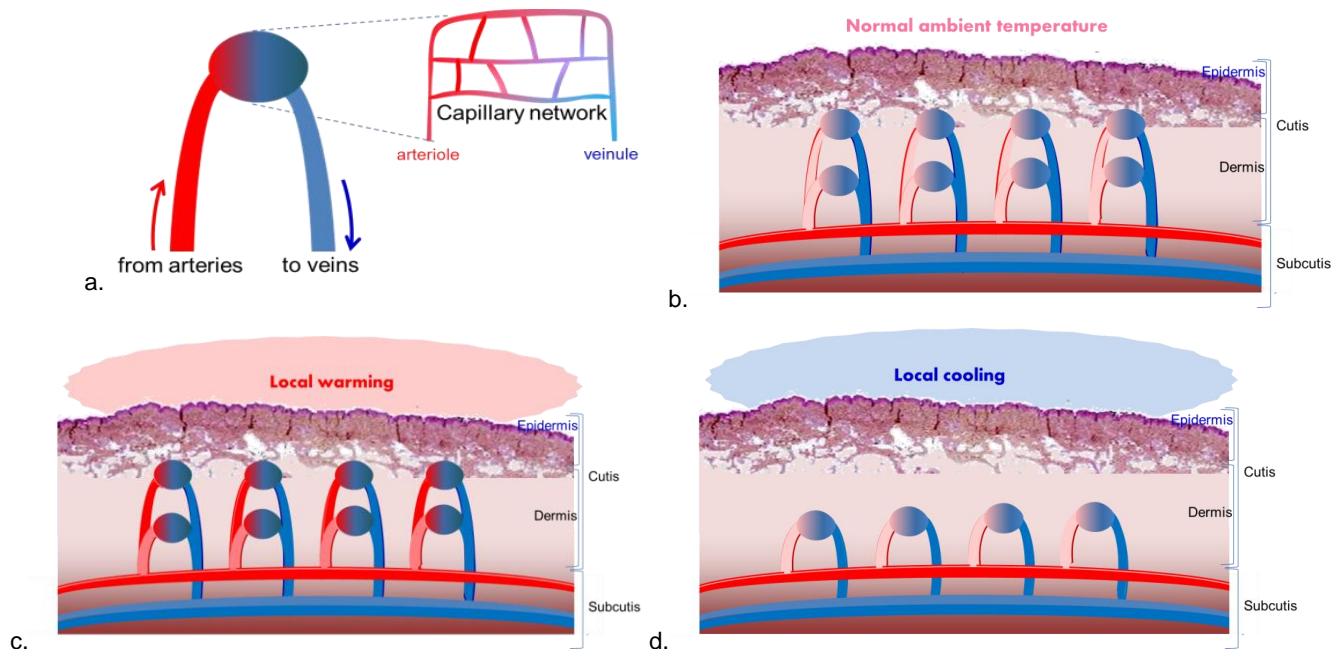 Capillary network
arteriole
veinule
from arteries
to veins
a.
Normal ambient temperature
Epidermis
Cutis
Dermis
Subcutis
b.
Local warming
Epidermis
Cutis
Dermis
Subcutis
c.
Local cooling
Epidermis
Cutis
Dermis
Subcutis
d.